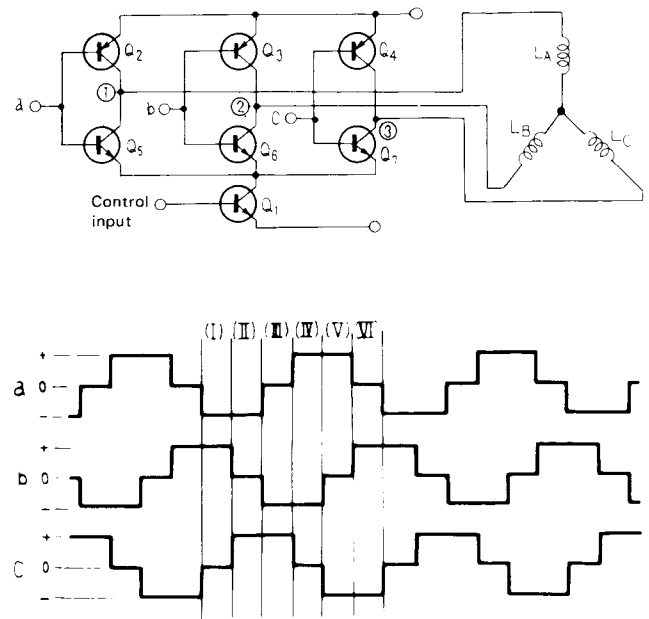 Q2
Q3
Q4
a
①
b
②
C
③
Q5
Q6
Q7
LA
LB
LC
Control
input
Q1
(I) (II) (III) (IV) (V) (VI)
+
a 0
-
+
b 0
-
+
C 0
-